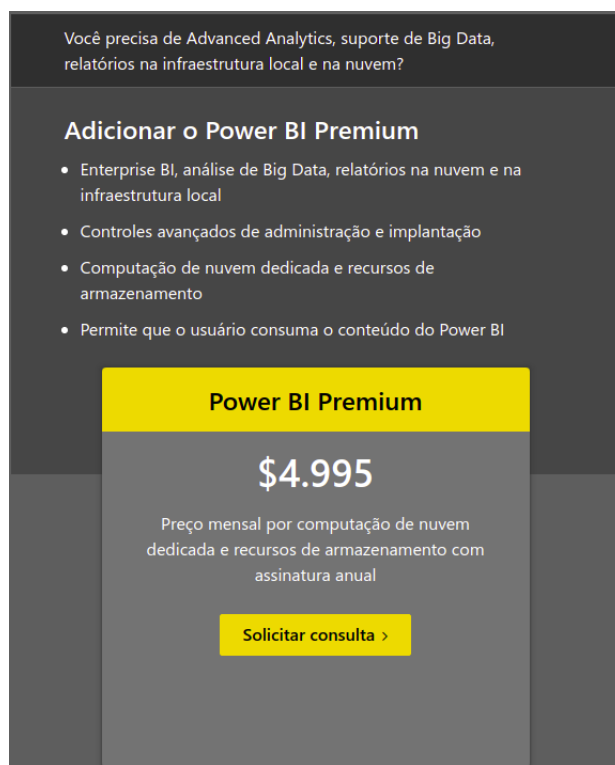 Você precisa de Advanced Analytics, suporte de Big Data,
relatórios na infraestrutura local e na nuvem?
Adicionar o Power BI Premium
• Enterprise BI, análise de Big Data, relatórios na nuvem e na
infraestrutura local
• Controles avançados de administração e implantação
• Computação de nuvem dedicada e recursos de
armazenamento
• Permite que o usuário consuma o conteúdo do Power BI
Power BI Premium
$4.995
Preço mensal por computação de nuvem
dedicada e recursos de armazenamento com
assinatura anual
Solicitar consulta ›